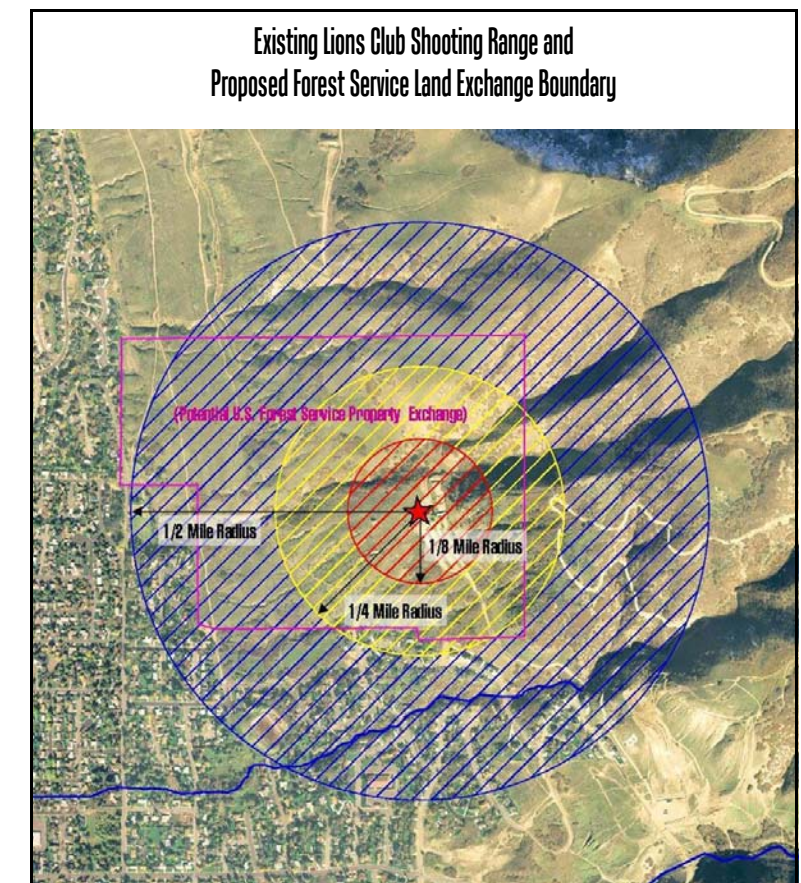 Existing Lions Club Shooting Range and
Proposed Forest Service Land Exchange Boundary
(Potential U.S. Forest Service Property Exchange)
1/2 Mile Radius
1/8 Mile Radius
1/4 Mile Radius